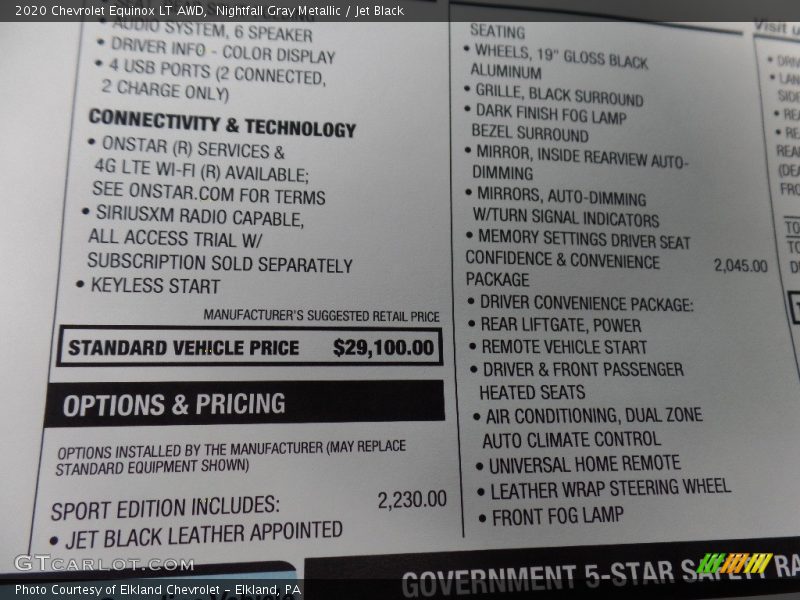 2020 Chevrolet Equinox LT AWD, Nightfall Gray Metallic / Jet Black
AUDIO SYSTEM, 6 SPEAKER
• DRIVER INFO - COLOR DISPLAY
• 4 USB PORTS (2 CONNECTED,
2 CHARGE ONLY)
CONNECTIVITY & TECHNOLOGY
• ONSTAR (R) SERVICES &
4G LTE WI-FI (R) AVAILABLE;
SEE ONSTAR.COM FOR TERMS
• SIRIUSXM RADIO CAPABLE,
ALL ACCESS TRIAL W/
SUBSCRIPTION SOLD SEPARATELY
• KEYLESS START
MANUFACTURER'S SUGGESTED RETAIL PRICE
STANDARD VEHICLE PRICE $29,100.00
OPTIONS & PRICING
OPTIONS INSTALLED BY THE MANUFACTURER (MAY REPLACE
STANDARD EQUIPMENT SHOWN)
SPORT EDITION INCLUDES: 2,230.00
• JET BLACK LEATHER APPOINTED
SEATING
• WHEELS, 19" GLOSS BLACK
ALUMINUM
• GRILLE, BLACK SURROUND
• DARK FINISH FOG LAMP
BEZEL SURROUND
• MIRROR, INSIDE REARVIEW AUTO-
DIMMING
• MIRRORS, AUTO-DIMMING
W/TURN SIGNAL INDICATORS
• MEMORY SETTINGS DRIVER SEAT
CONFIDENCE & CONVENIENCE 2,045.00
PACKAGE
• DRIVER CONVENIENCE PACKAGE:
• REAR LIFTGATE, POWER
• REMOTE VEHICLE START
• DRIVER & FRONT PASSENGER
HEATED SEATS
• AIR CONDITIONING, DUAL ZONE
AUTO CLIMATE CONTROL
• UNIVERSAL HOME REMOTE
• LEATHER WRAP STEERING WHEEL
• FRONT FOG LAMP
Visit
GOVERNMENT 5-STAR SAFETY RA
GTCARLOT.COM
Photo Courtesy of Elkland Chevrolet - Elkland, PA